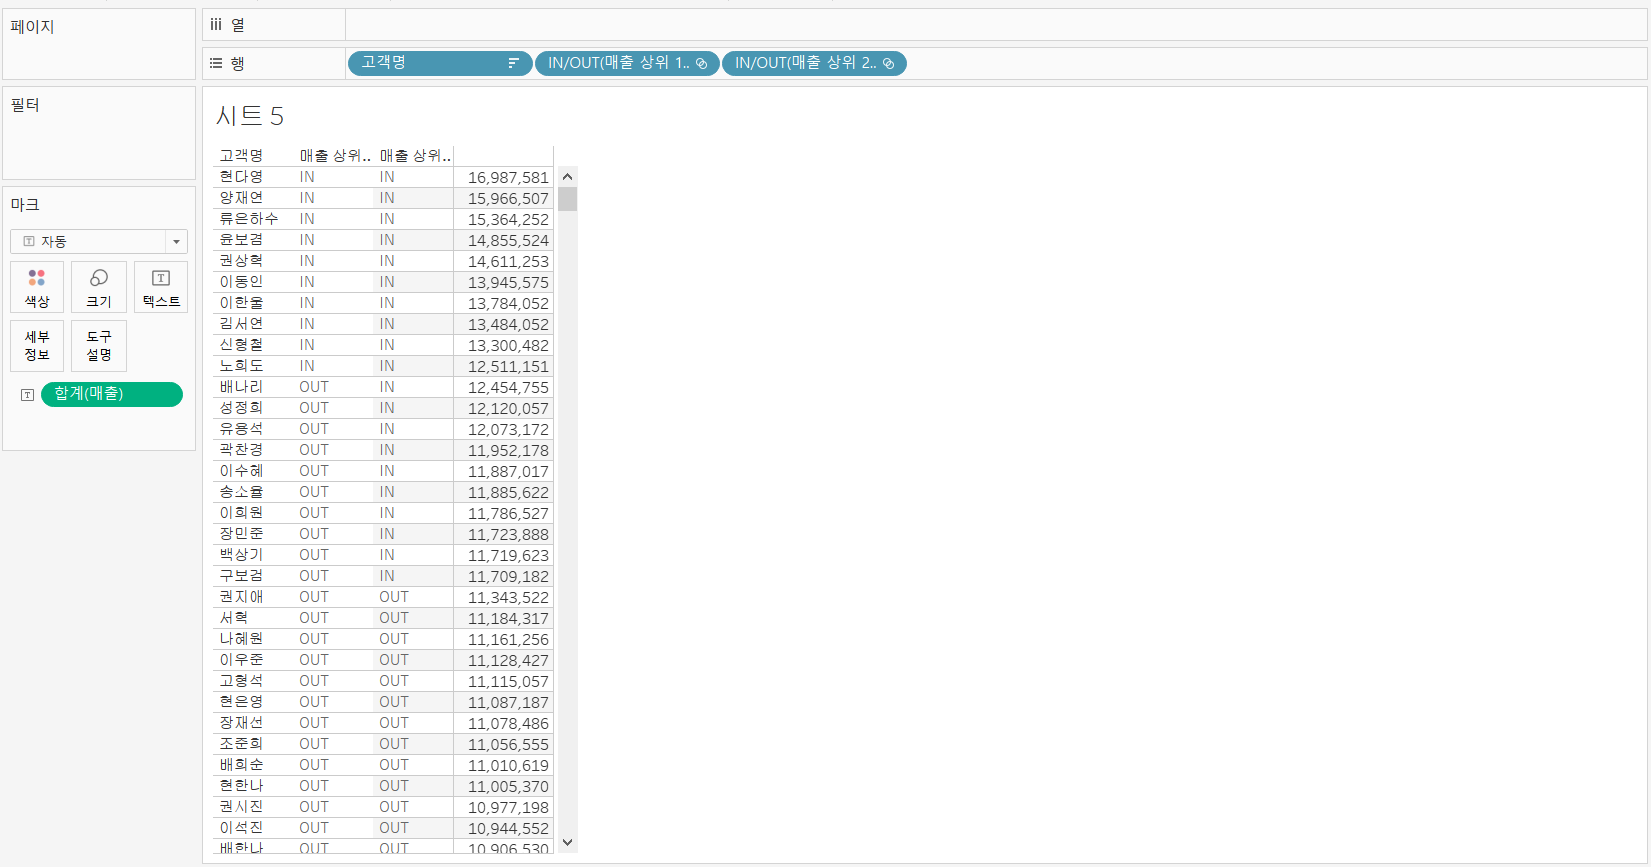 페이지
열
행
고객명
IN/OUT(매출 상위 1..
IN/OUT(매출 상위 2..
필터
마크
자동
색상
크기
텍스트
세부
정보
도구
설명
합계(매출)
시트 5
고객명 매출 상위.. 매출 상위..
현다영 IN IN 16,987,581
양재연 IN IN 15,966,507
류은하수 IN IN 15,364,252
윤보겸 IN IN 14,855,524
권상혁 IN IN 14,611,253
이동인 IN IN 13,945,575
이한울 IN IN 13,784,052
김서연 IN IN 13,484,052
신형철 IN IN 13,300,482
노희도 IN IN 12,511,151
배나리 OUT IN 12,454,755
성정희 OUT IN 12,120,057
유용석 OUT IN 12,073,172
곽찬경 OUT IN 11,952,178
이수혜 OUT IN 11,887,017
송소율 OUT IN 11,885,622
이희원 OUT IN 11,786,527
장민준 OUT IN 11,723,888
백상기 OUT IN 11,719,623
구보검 OUT IN 11,709,182
권지애 OUT OUT 11,343,522
서혁 OUT OUT 11,184,317
나혜원 OUT OUT 11,161,256
이우준 OUT OUT 11,128,427
고형석 OUT OUT 11,115,057
현은영 OUT OUT 11,087,187
장재선 OUT OUT 11,078,486
조준희 OUT OUT 11,056,555
배희순 OUT OUT 11,010,619
현한나 OUT OUT 11,005,370
권시진 OUT OUT 10,977,198
이석진 OUT OUT 10,944,552
배한나 OUT OUT 10,906,530